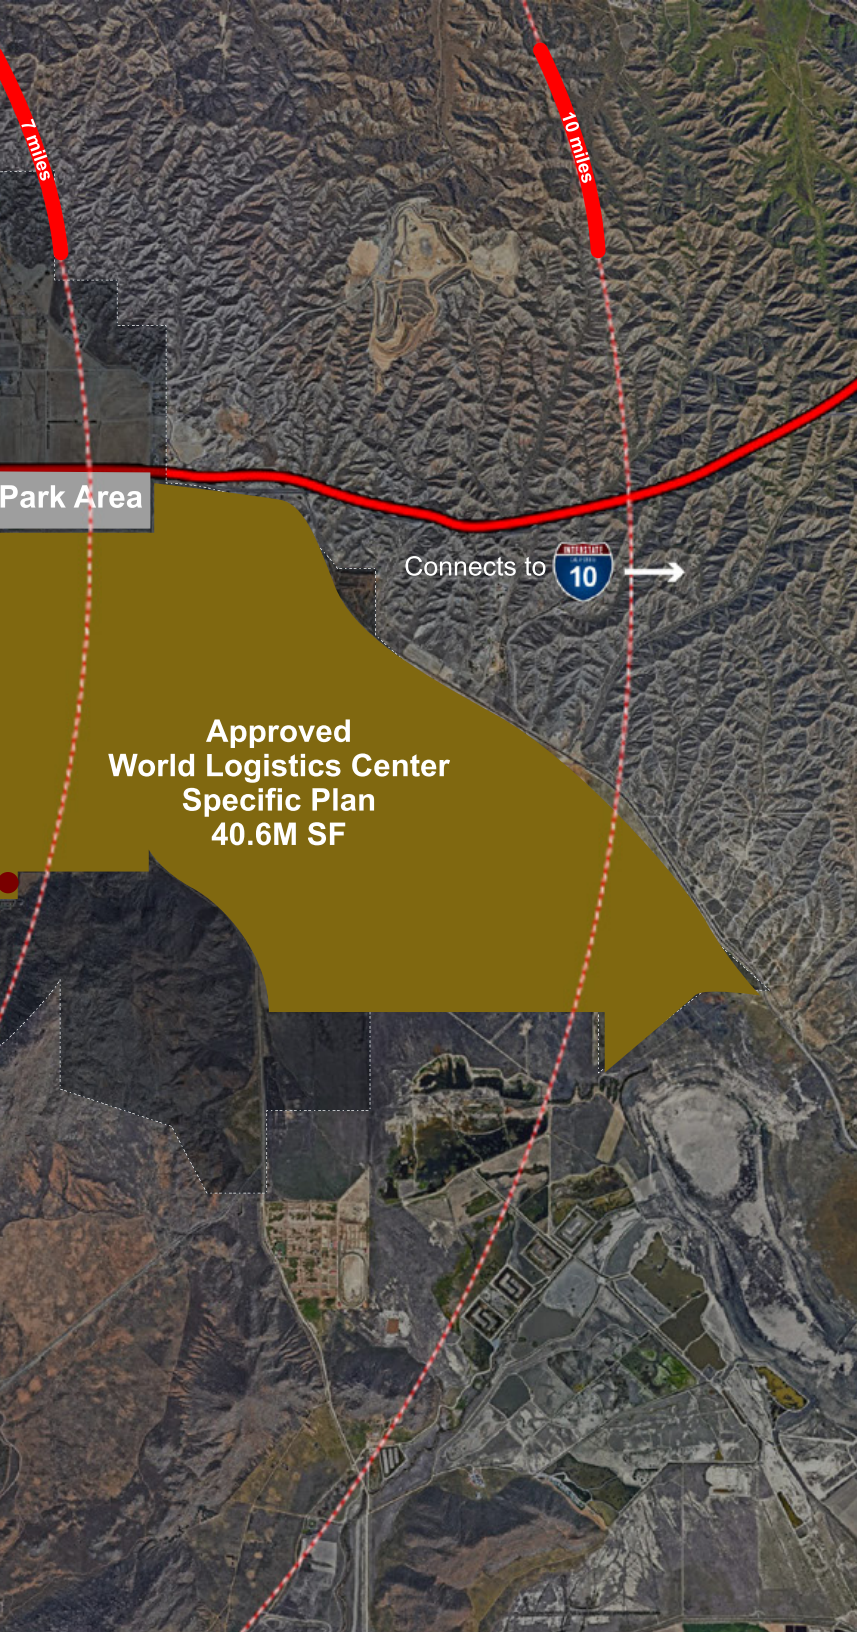 7 miles
10 miles
Park Area
Connects to
INTERSTATE
CALIFORNIA
10
Approved
World Logistics Center
Specific Plan
40.6M SF